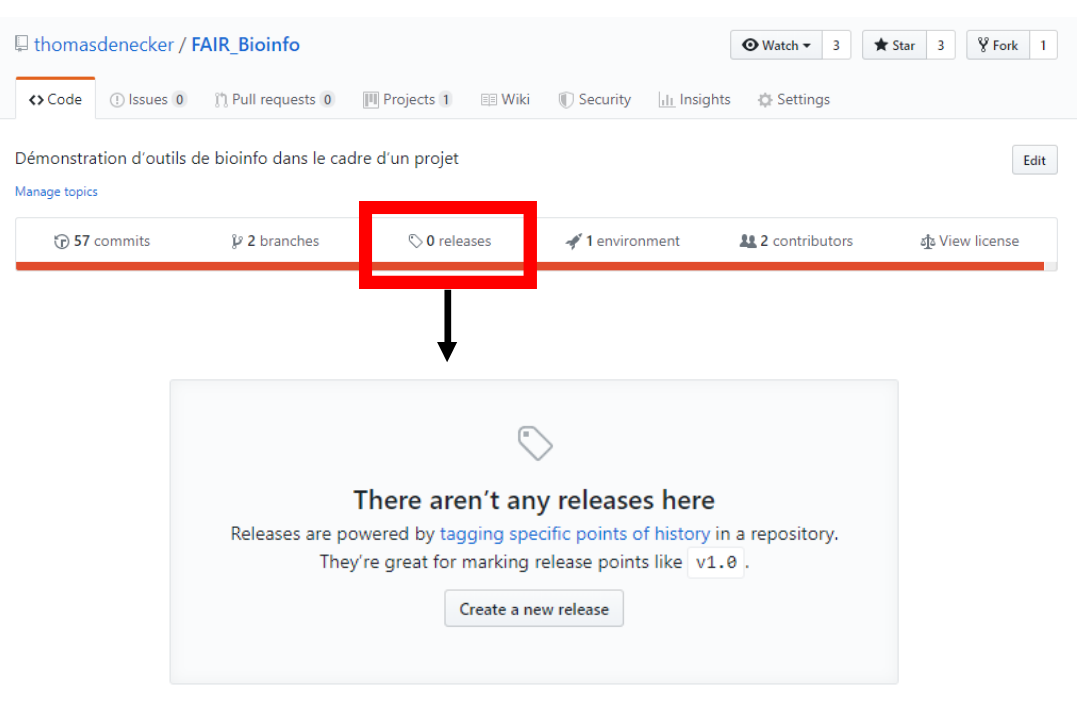 thomasdenecker / FAIR_Bioinfo Watch 3 Star 3 Fork 1
Code Issues 0 Pull requests 0 Projects 1 Wiki Security Insights Settings
Démonstration d'outils de bioinfo dans le cadre d'un projet Edit
Manage topics
57 commits 2 branches 0 releases 1 environment 2 contributors View license
There aren't any releases here
Releases are powered by tagging specific points of history in a repository.
They're great for marking release points like v1.0.
Create a new release